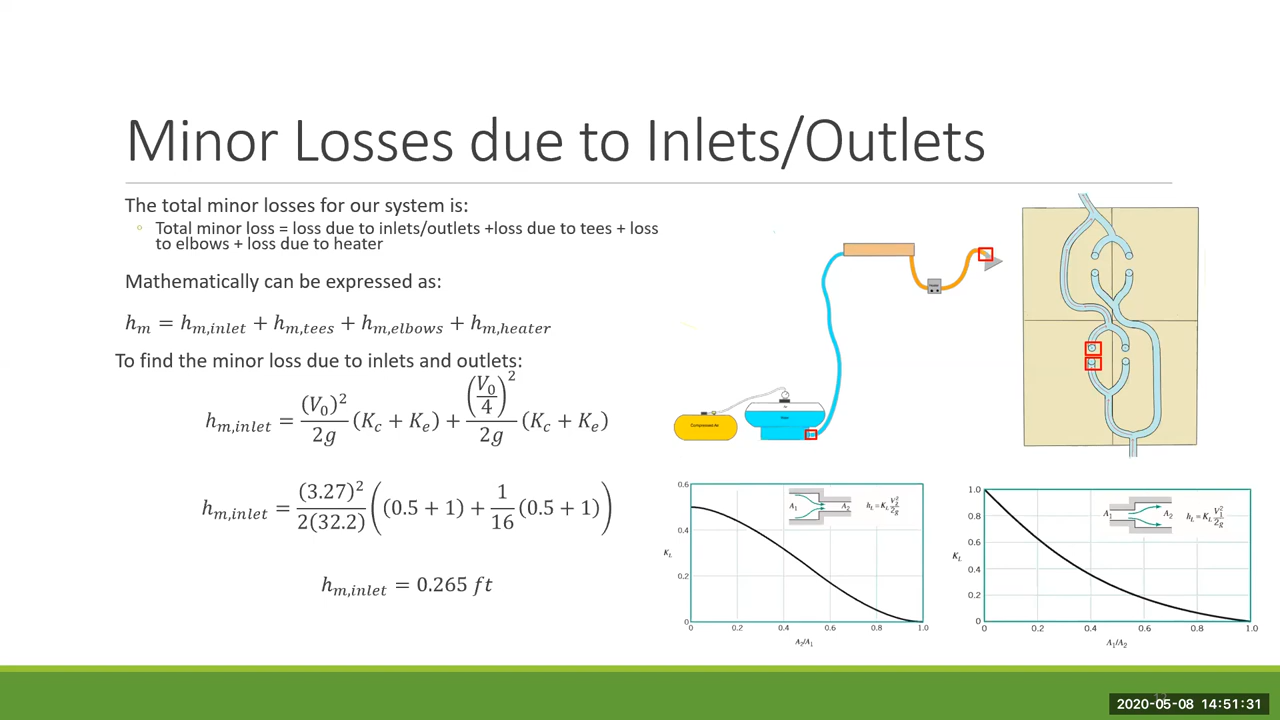 Minor Losses due to Inlets/Outlets
The total minor losses for our system is:
Total minor loss = loss due to inlets/outlets +loss due to tees + loss
to elbows + loss due to heater
Mathematically can be expressed as:
h_m = h_{m,inlet} + h_{m,tees} + h_{m,elbows} + h_{m,heater}
To find the minor loss due to inlets and outlets:
h_{m,inlet} = (V_0)^2/2g (K_c + K_e) + (V_0/4)^2/2g (K_c + K_e)
h_{m,inlet} = (3.27)^2/2(32.2) ((0.5 + 1) + 1/16 (0.5 + 1))
h_{m,inlet} = 0.265 ft
Compressed Air
Air
Water
0.6
0.4
K_L
0.2
0
0 0.2 0.4 0.6 0.8 1.0
A_2/A_1
A_1 A_2 h_L = K_L V_2^2/2g
1.0
0.8
0.6
K_L
0.4
0.2
0
0 0.2 0.4 0.6 0.8 1.0
A_1/A_2
A_1 A_2 h_L = K_L V_1^2/2g
2020-05-08 14:51:31